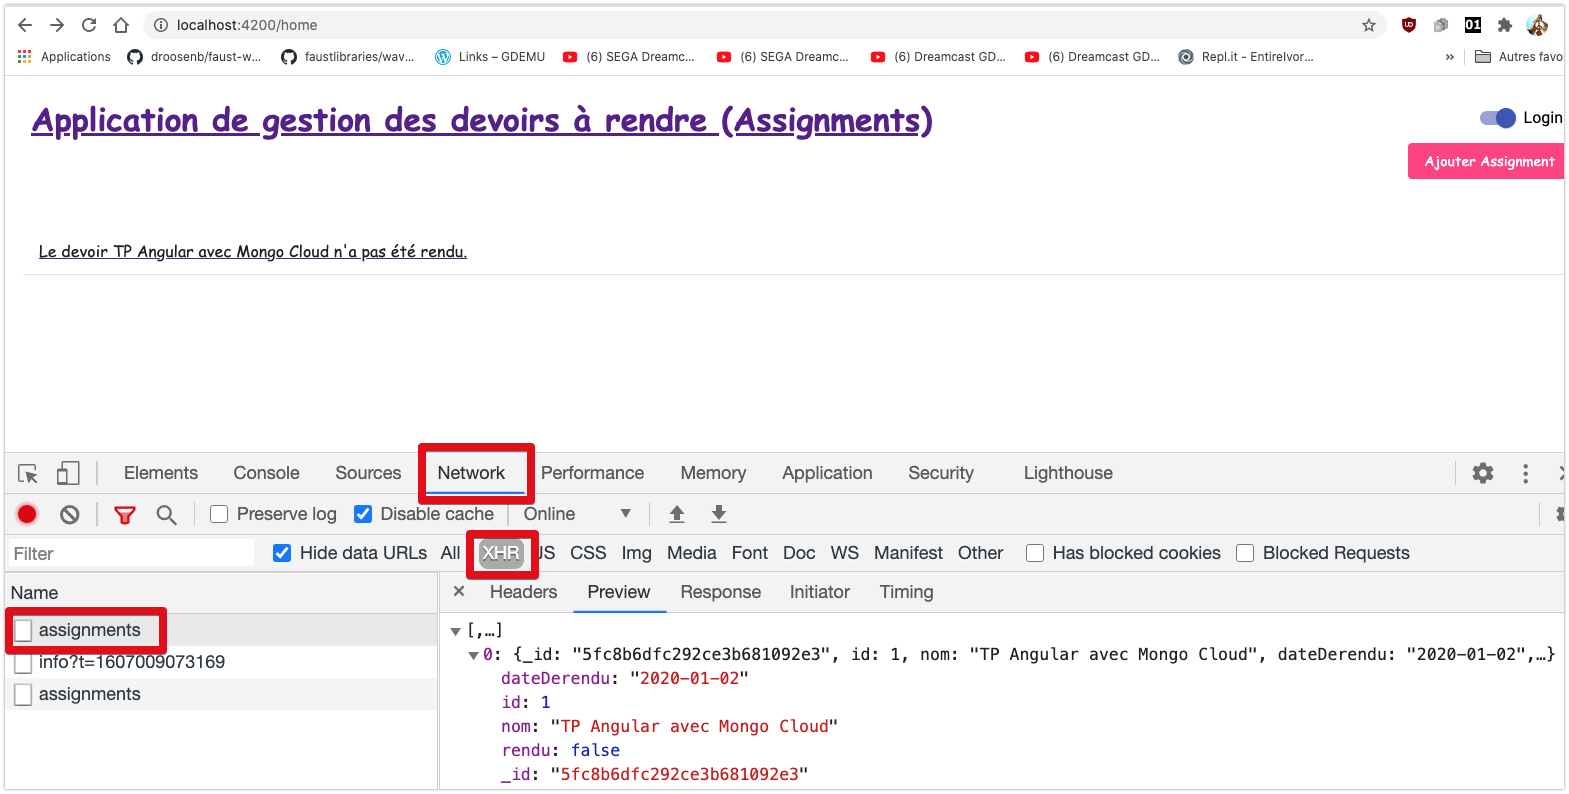 localhost:4200/home
Applications droosenb/faust-w... faustlibraries/wav... Links – GDEMU (6) SEGA Dreamc... (6) SEGA Dreamc... (6) Dreamcast GD... (6) Dreamcast GD... Repl.it - EntireIvor... » Autres favo
Application de gestion des devoirs à rendre (Assignments)
Login
Ajouter Assignment
Le devoir TP Angular avec Mongo Cloud n'a pas été rendu.
Elements Console Sources Network Performance Memory Application Security Lighthouse
Preserve log Disable cache Online
Filter Hide data URLs All XHR JS CSS Img Media Font Doc WS Manifest Other Has blocked cookies Blocked Requests
Name
assignments
info?t=1607009073169
assignments
Headers Preview Response Initiator Timing
[,…]
0: {_id: "5fc8b6dfc292ce3b681092e3", id: 1, nom: "TP Angular avec Mongo Cloud", dateDerendu: "2020-01-02",…}
dateDerendu: "2020-01-02"
id: 1
nom: "TP Angular avec Mongo Cloud"
rendu: false
_id: "5fc8b6dfc292ce3b681092e3"